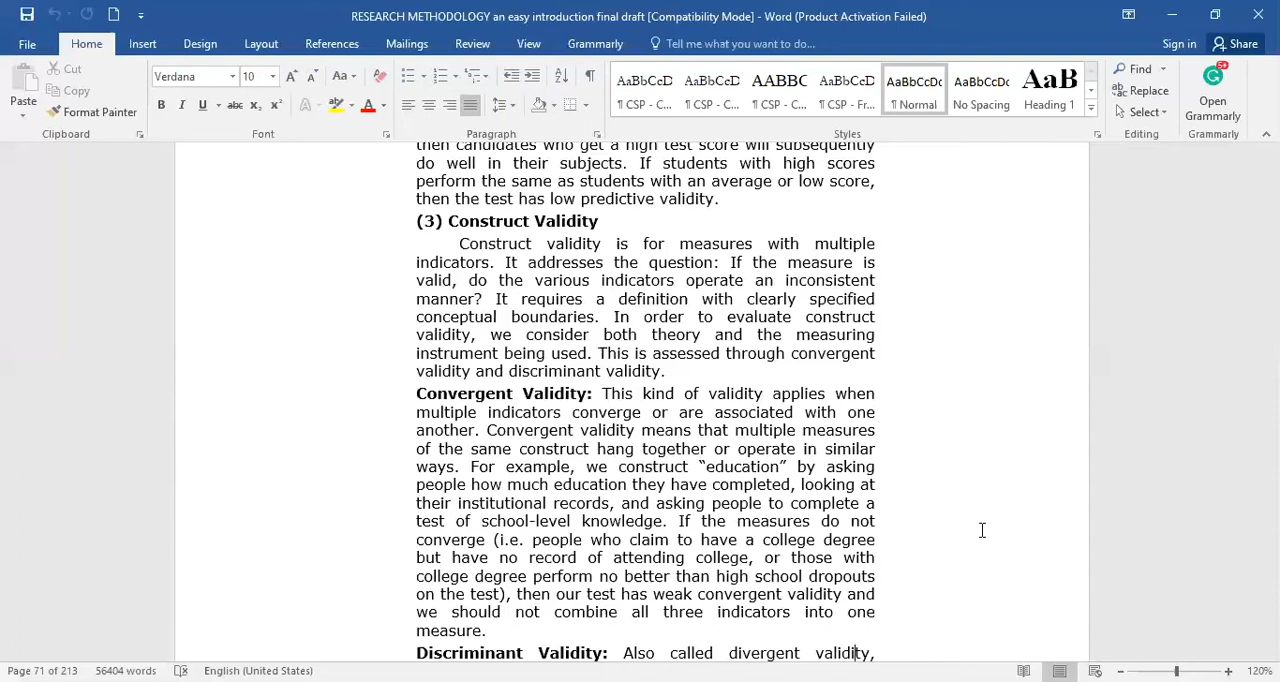 RESEARCH METHODOLOGY an easy introduction final draft [Compatibility Mode] - Word (Product Activation Failed)
File Home Insert Design Layout References Mailings Review View Grammarly Tell me what you want to do... Sign in Share
Paste Cut Copy Format Painter
Clipboard
Verdana 10
Font
Paragraph
AaBbCcD AaBbCcD AABBC AaBbCcD AaBbCcDc AaBbCcDc AaB
¶ CSP - C... ¶ CSP - C... ¶ CSP - C... ¶ CSP - Fr... ¶ Normal No Spacing Heading 1
Styles
Find
Replace
Select
Editing
Open
Grammarly
Grammarly
then candidates who get a high test score will subsequently
do well in their subjects. If students with high scores
perform the same as students with an average or low score,
then the test has low predictive validity.
(3) Construct Validity
Construct validity is for measures with multiple
indicators. It addresses the question: If the measure is
valid, do the various indicators operate an inconsistent
manner? It requires a definition with clearly specified
conceptual boundaries. In order to evaluate construct
validity, we consider both theory and the measuring
instrument being used. This is assessed through convergent
validity and discriminant validity.
Convergent Validity: This kind of validity applies when
multiple indicators converge or are associated with one
another. Convergent validity means that multiple measures
of the same construct hang together or operate in similar
ways. For example, we construct “education” by asking
people how much education they have completed, looking at
their institutional records, and asking people to complete a
test of school-level knowledge. If the measures do not
converge (i.e. people who claim to have a college degree
but have no record of attending college, or those with
college degree perform no better than high school dropouts
on the test), then our test has weak convergent validity and
we should not combine all three indicators into one
measure.
Discriminant Validity: Also called divergent validity,
Page 71 of 213 56404 words English (United States) 120%